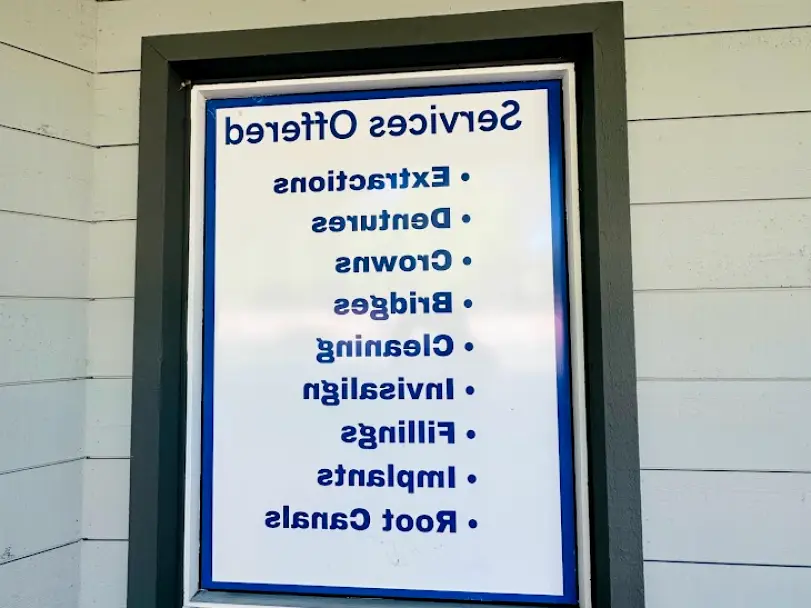 Services Offered
• Extractions
• Dentures
• Crowns
• Bridges
• Cleaning
• Invisalign
• Fillings
• Implants
• Root Canals